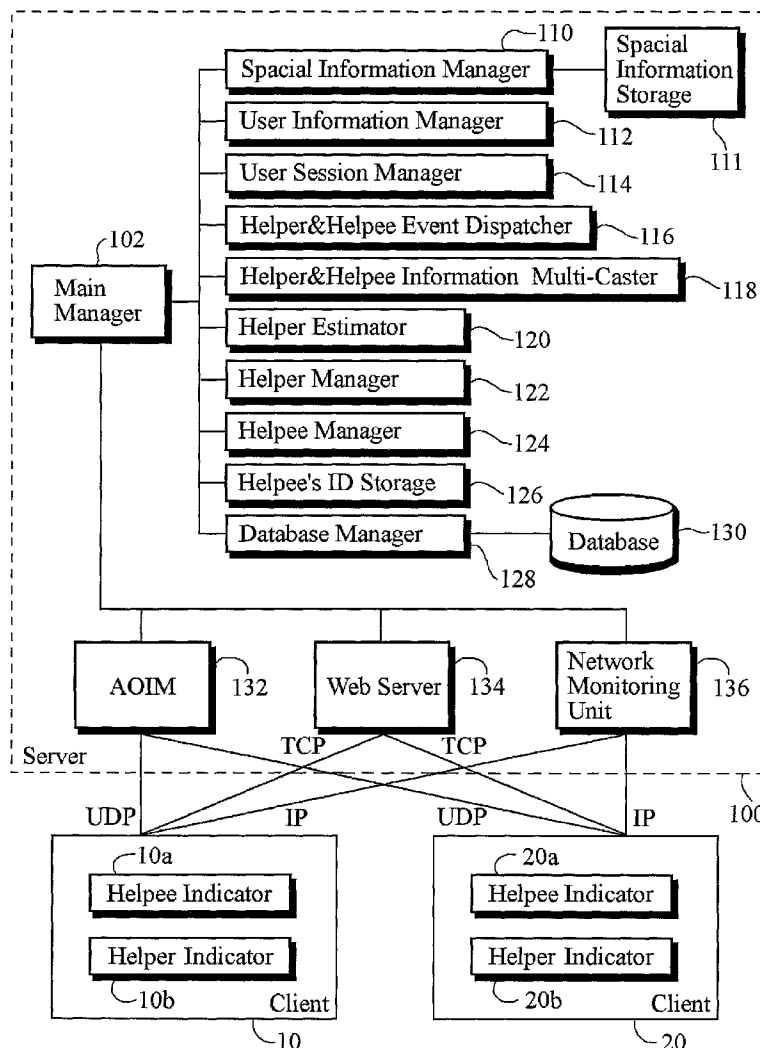 110
Spacial Information Manager
Spacial
Information
Storage
111
User Information Manager
112
User Session Manager
114
102
Helper&Helpee Event Dispatcher
116
Main
Manager
Helper&Helpee Information Multi-Caster
118
Helper Estimator
120
Helper Manager
122
Helpee Manager
124
Helpee's ID Storage
126
Database Manager
128
Database
130
AOIM
132
Web Server
134
Network
Monitoring
Unit
136
Server
TCP
TCP
100
UDP
IP
UDP
IP
10a
Helpee Indicator
Helper Indicator
10b
Client
10
20a
Helpee Indicator
Helper Indicator
20b
Client
20